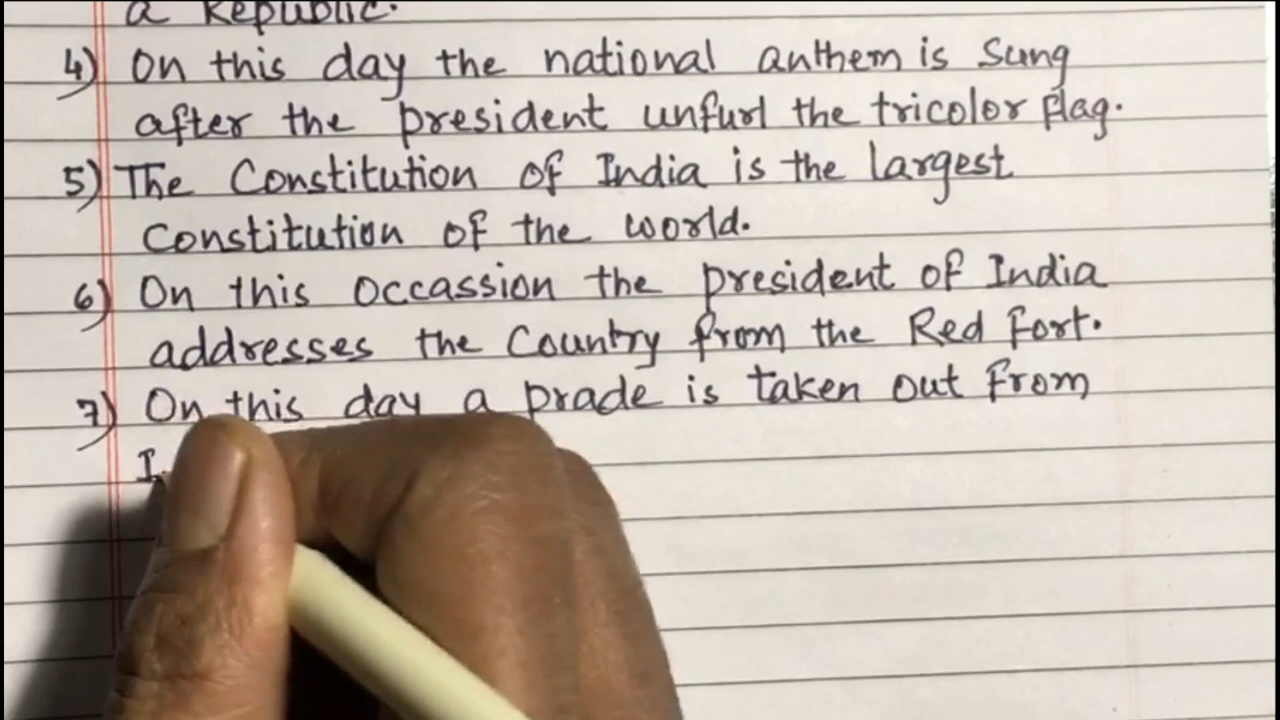 a Republic.
4) On this day the national anthem is Sung
after the president unfurl the tricolor flag.
5) The Constitution of India is the largest
Constitution of the world.
6) On this occassion the president of India
addresses the Country from the Red Fort.
7) On this day a prade is taken out from
I